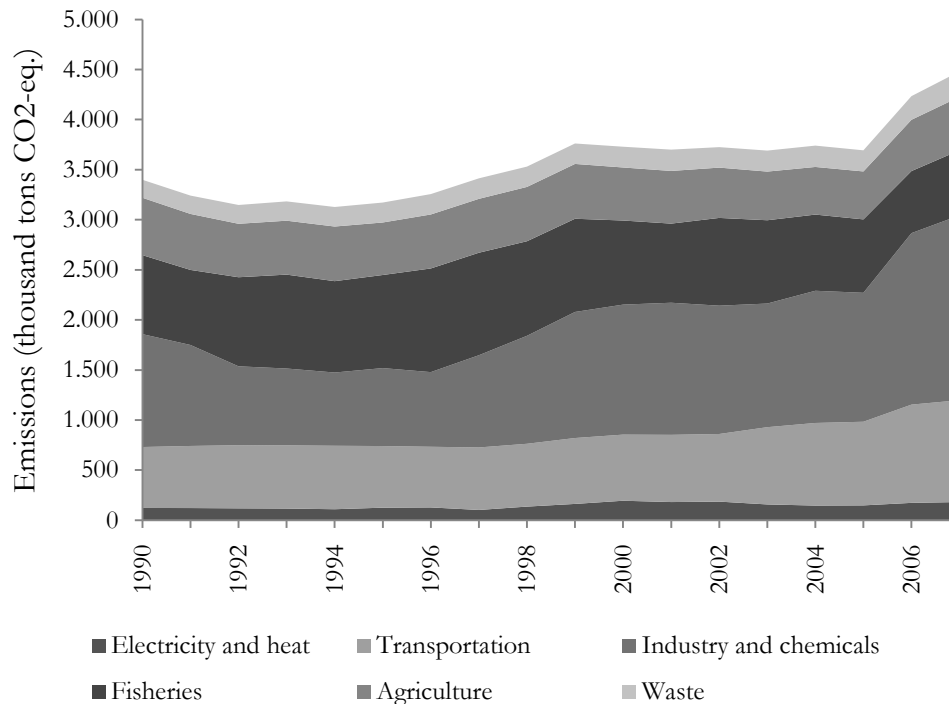 Emissions (thousand tons CO2-eq.)
5.000
4.500
4.000
3.500
3.000
2.500
2.000
1.500
1.000
500
0
1990
1992
1994
1996
1998
2000
2002
2004
2006
Electricity and heat
Transportation
Industry and chemicals
Fisheries
Agriculture
Waste